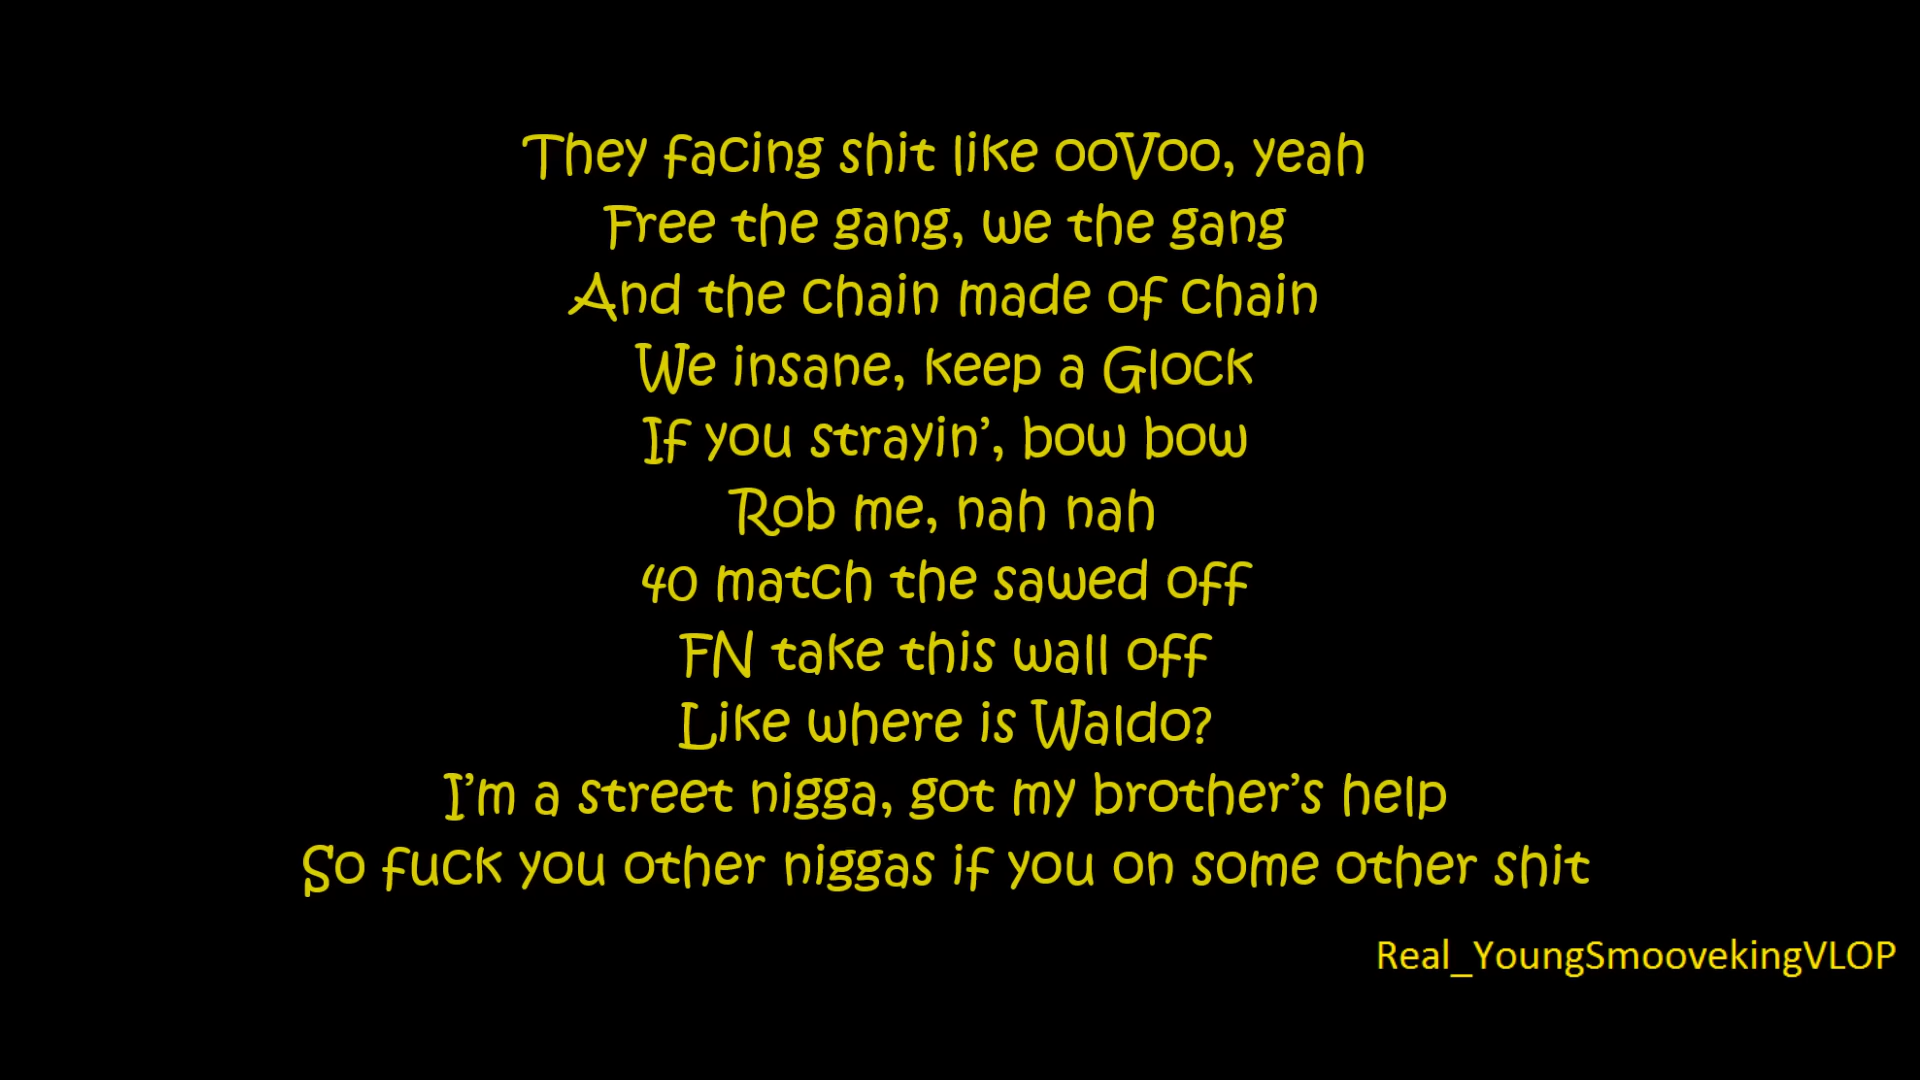 They facing shit like ooVoo, yeah
Free the gang, we the gang
And the chain made of chain
We insane, keep a Glock
If you strayin’, bow bow
Rob me, nah nah
40 match the sawed off
FN take this wall off
Like where is Waldo?
I’m a street nigga, got my brother’s help
So fuck you other niggas if you on some other shit
Real_YoungSmoovekingVLOP